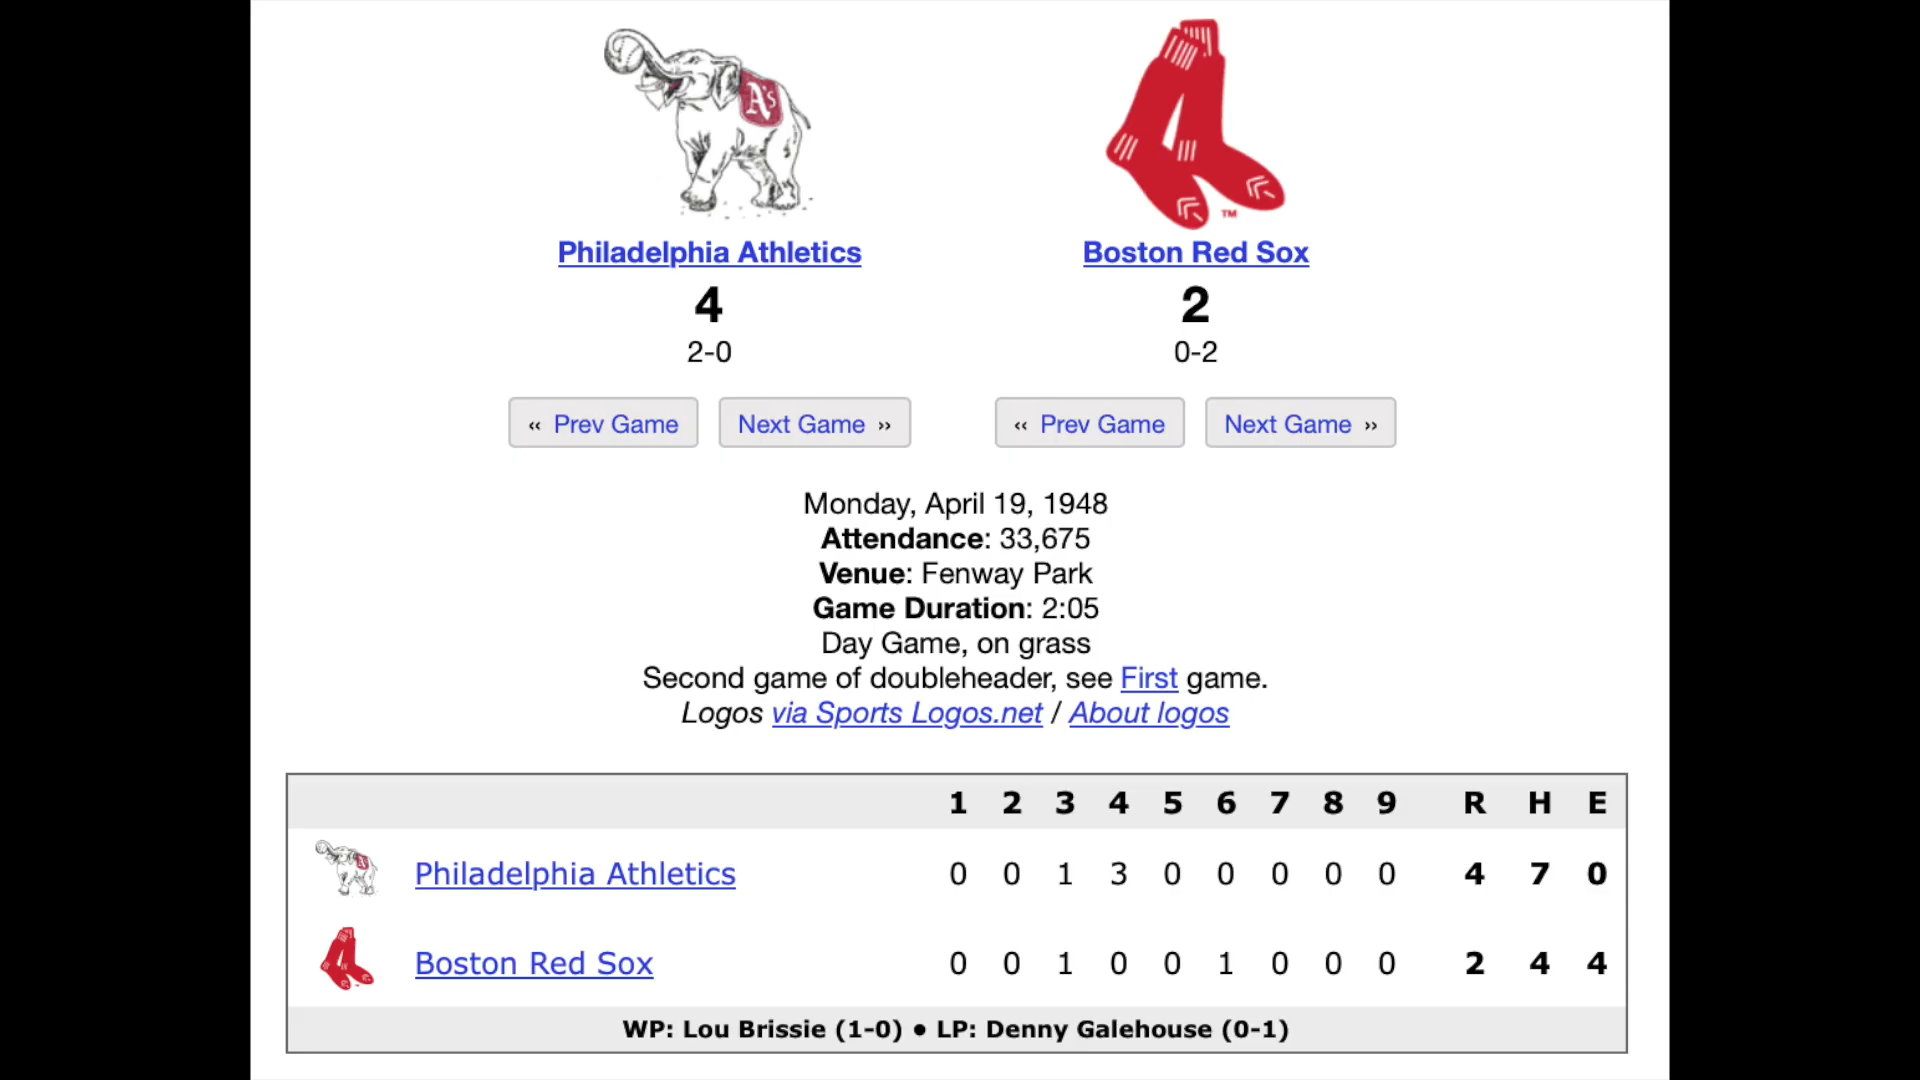 A's
TM
Philadelphia Athletics
Boston Red Sox
4
2
2-0
0-2
‹‹ Prev Game
Next Game ››
‹‹ Prev Game
Next Game ››
Monday, April 19, 1948
Attendance: 33,675
Venue: Fenway Park
Game Duration: 2:05
Day Game, on grass
Second game of doubleheader, see First game.
Logos via Sports Logos.net / About logos
1 2 3 4 5 6 7 8 9 R H E
Philadelphia Athletics 0 0 1 3 0 0 0 0 0 4 7 0
Boston Red Sox 0 0 1 0 0 1 0 0 0 2 4 4
WP: Lou Brissie (1-0) • LP: Denny Galehouse (0-1)